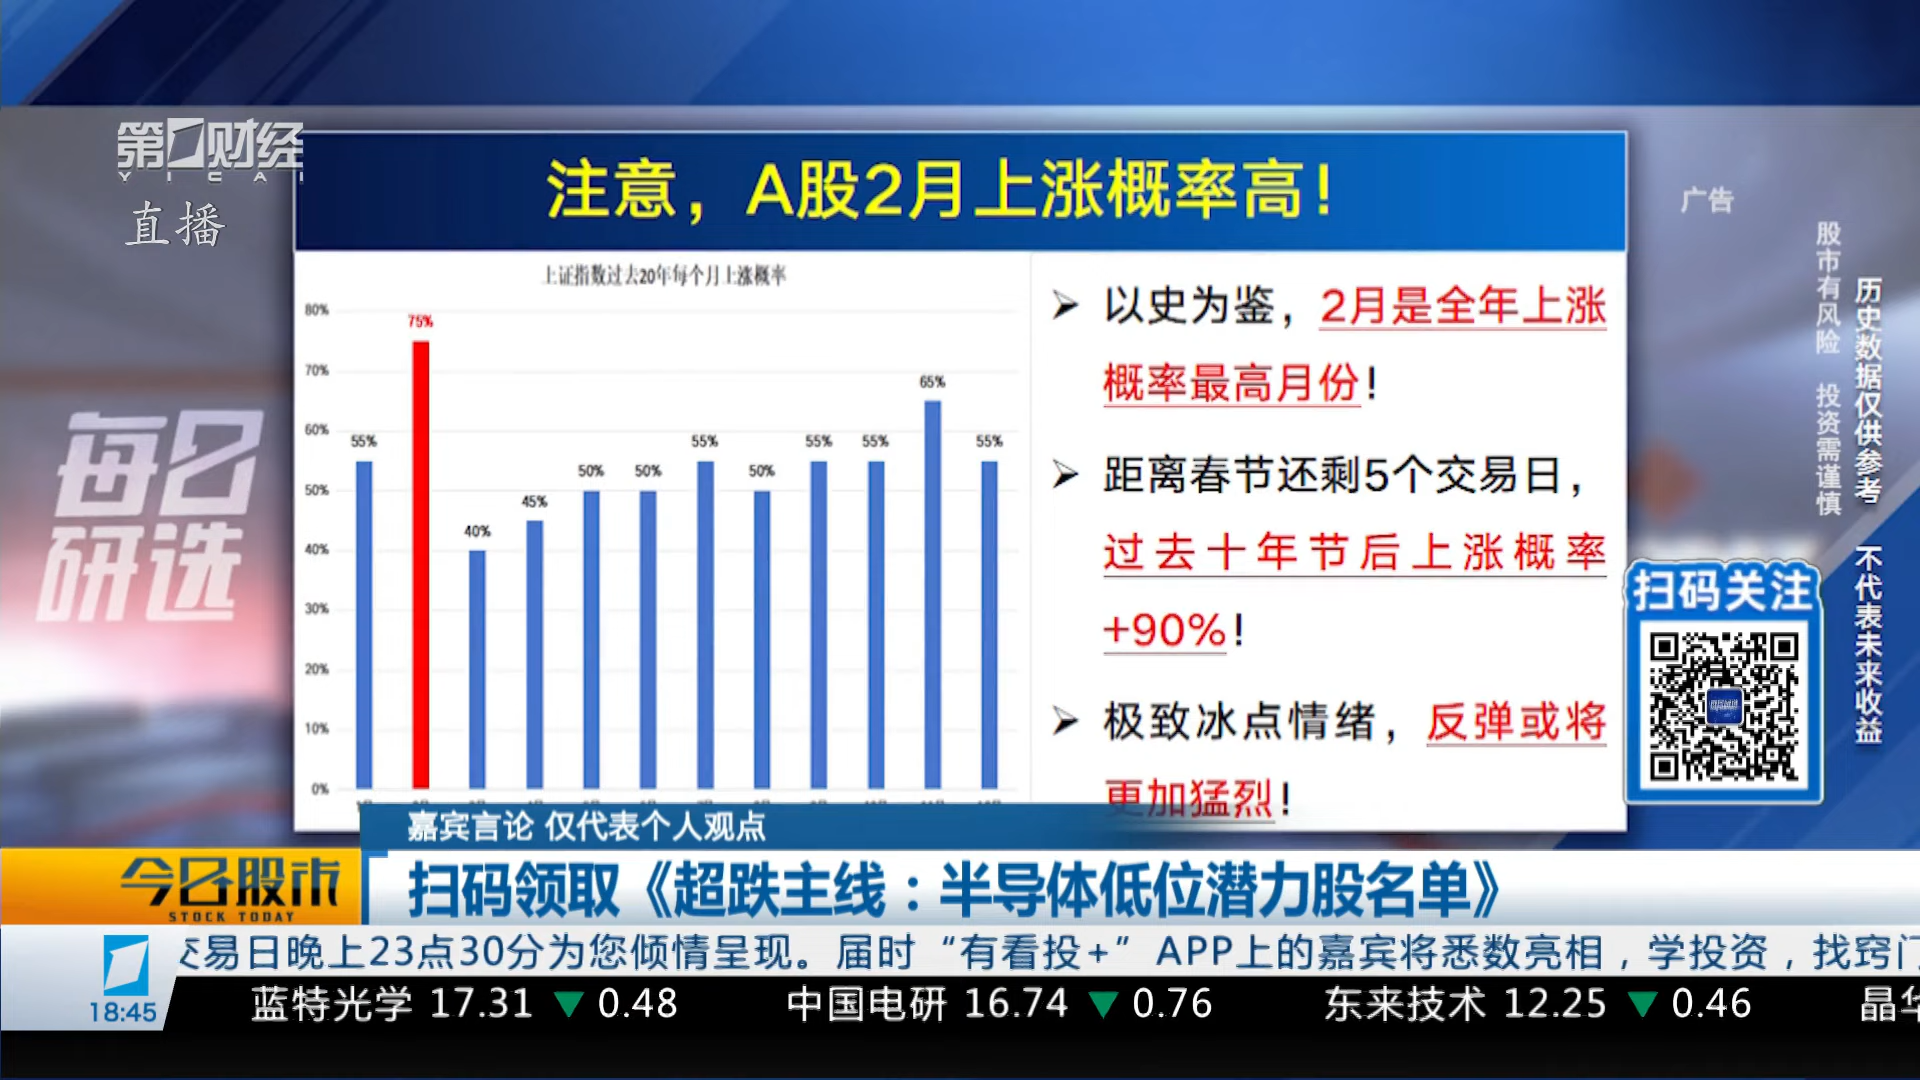 第一财经
YICAI
直播
注意，A股2月上涨概率高！
广告
股市有风险 投资需谨慎
历史数据仅供参考 不代表未来收益
上证指数过去20年每个月上涨概率
80%
70%
60%
50%
40%
30%
20%
10%
0%
55%
75%
40%
45%
50%
50%
55%
50%
55%
55%
65%
55%
以史为鉴，2月是全年上涨
概率最高月份！
距离春节还剩5个交易日，
过去十年节后上涨概率
+90%！
极致冰点情绪，反弹或将
更加猛烈！
每日
研选
扫码关注
嘉宾言论 仅代表个人观点
今日股市
STOCK TODAY
扫码领取《超跌主线：半导体低位潜力股名单》
交易日晚上23点30分为您倾情呈现。届时“有看投+”APP上的嘉宾将悉数亮相，学投资，找窍门
18:45
蓝特光学 17.31 ▼ 0.48 中国电研 16.74 ▼ 0.76 东来技术 12.25 ▼ 0.46 晶华